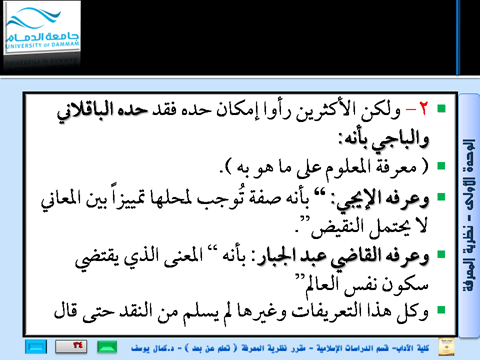 جامعة الدمام
UNIVERSITY OF DAMMAM
٢- ولكن الأكثرين رأوا إمكان حده فقد حده الباقلاني
والباجي بأنه:
( معرفة المعلوم على ما هو به ).
وعرفه الإيجي: “ بأنه صفة تُوجب لمحلها تمييزاً بين المعاني
لا يحتمل النقيض”.
وعرفه القاضي عبد الجبار: بأنه “ المعنى الذي يقتضي
سكون نفس العالم”
وكل هذا التعريفات وغيرها لم يسلم من النقد حتى قال
الوحدة الأولى - نظرية المعرفة
كلية الآداب- قسم الدراسات الإسلامية - مقرر نظرية المعرفة ( تعلم عن بعد ) - د.كمال يوسف